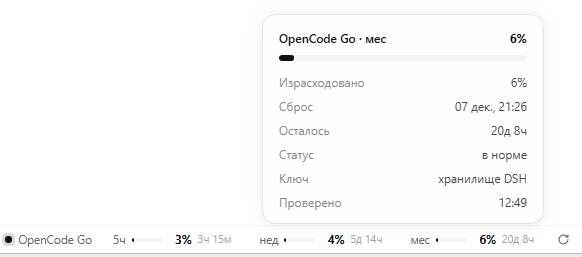 OpenCode Go · мес 6%
Израсходовано 6%
Сброс 07 дек., 21:26
Осталось 20д 8ч
Статус в норме
Ключ хранилище DSH
Проверено 12:49
OpenCode Go 5ч 3% 3ч 15м нед 4% 5д 14ч мес 6% 20д 8ч